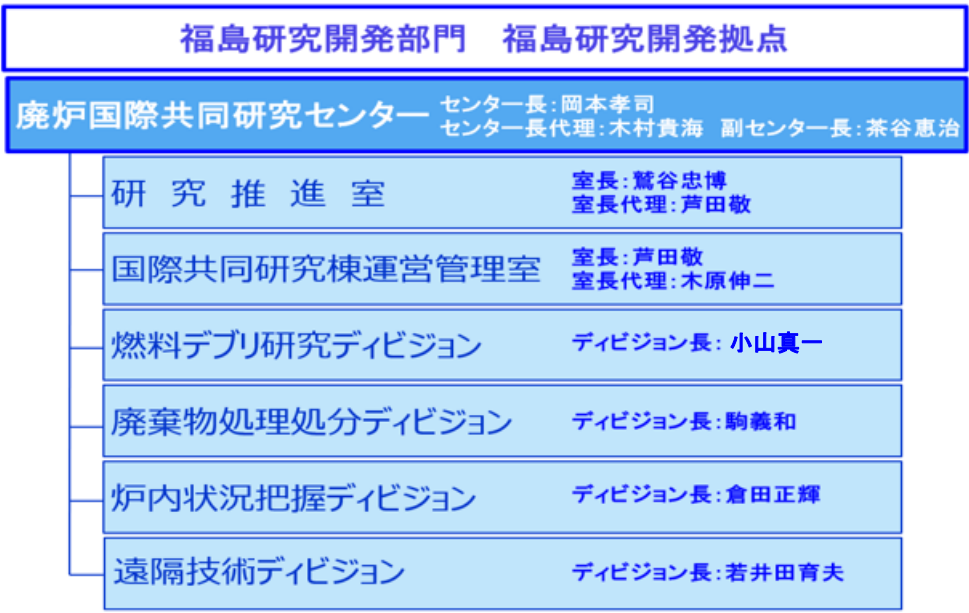 福島研究開発部門　福島研究開発拠点
廃炉国際共同研究センター
センター長：岡本孝司
センター長代理：木村貴海　副センター長：茶谷恵治
研究推進室
室長：鷲谷忠博
室長代理：芦田敬
国際共同研究棟運営管理室
室長：芦田敬
室長代理：木原伸二
燃料デブリ研究ディビジョン
ディビジョン長：小山真一
廃棄物処理処分ディビジョン
ディビジョン長：駒義和
炉内状況把握ディビジョン
ディビジョン長：倉田正輝
遠隔技術ディビジョン
ディビジョン長：若井田育夫